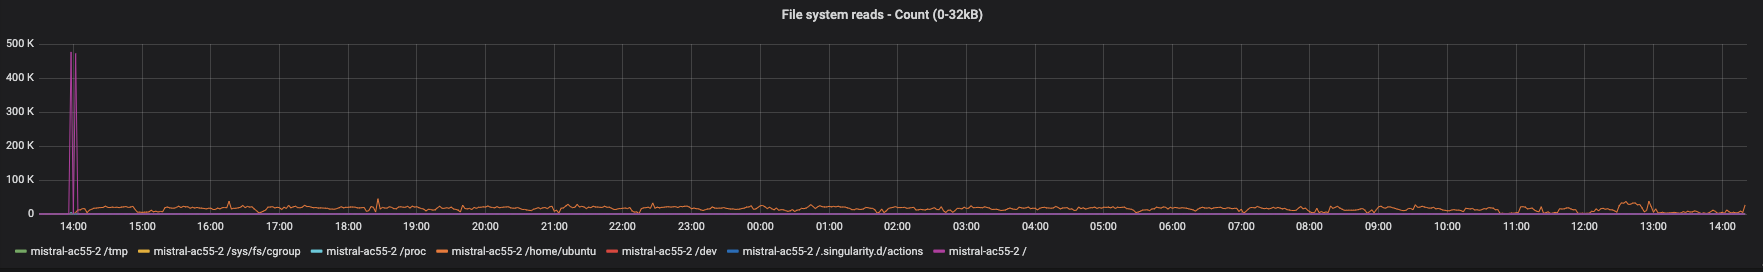 File system reads - Count (0-32kB)
500 K
400 K
300 K
200 K
100 K
0
14:00 15:00 16:00 17:00 18:00 19:00 20:00 21:00 22:00 23:00 00:00 01:00 02:00 03:00 04:00 05:00 06:00 07:00 08:00 09:00 10:00 11:00 12:00 13:00 14:00
mistral-ac55-2 /tmp mistral-ac55-2 /sys/fs/cgroup mistral-ac55-2 /proc mistral-ac55-2 /home/ubuntu mistral-ac55-2 /dev mistral-ac55-2 /.singularity.d/actions mistral-ac55-2 /